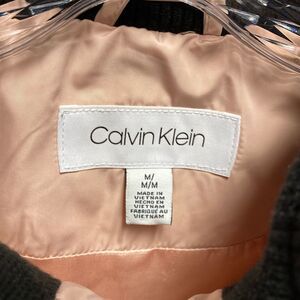 Calvin Klein
M/
M/M
MADE IN
VIETNAM
HECHO EN
VIETNAM
FABRIQUÉ AU
VIETNAM